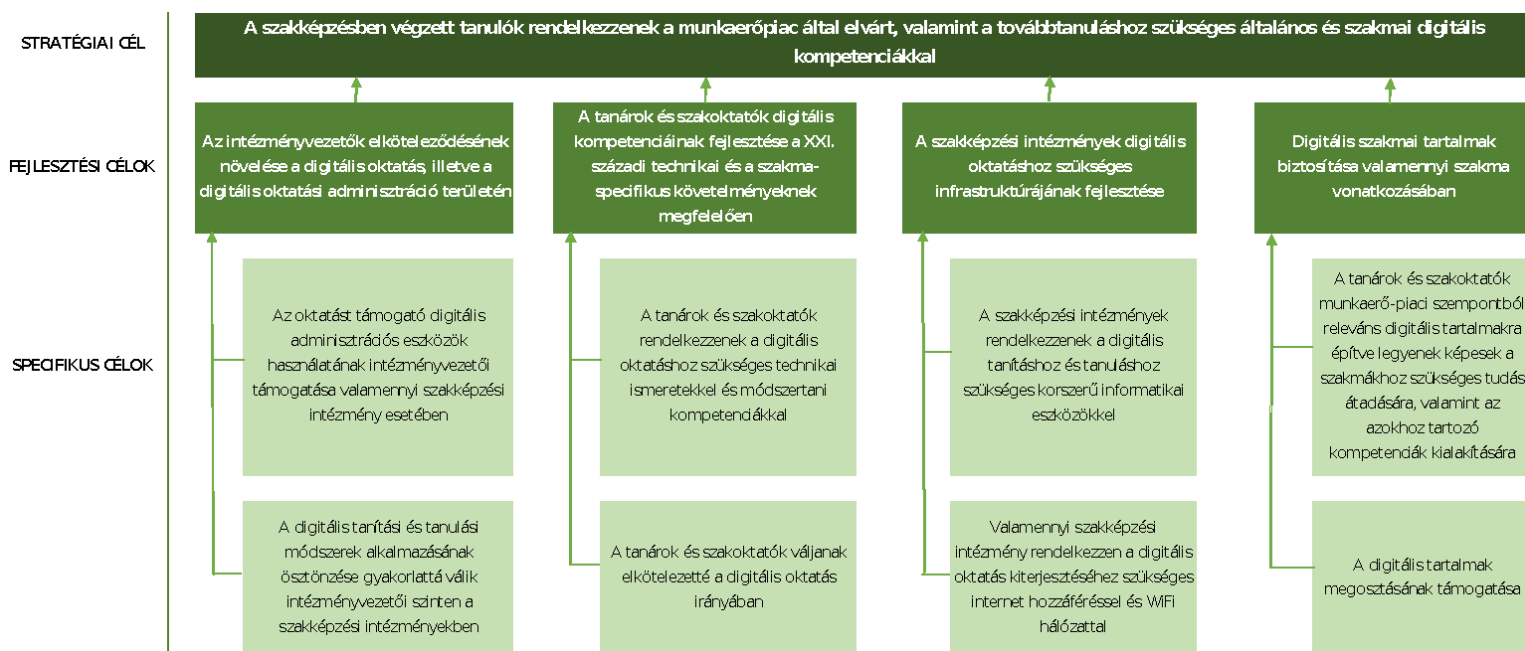 STRATÉGIAI CÉL
A szakképzésben végzett tanulók rendelkezzenek a munkaerőpiac által elvárt, valamint a továbbtanuláshoz szükséges általános és szakmai digitális
kompetenciákkal
FEJLESZTÉSI CÉLOK
Az intézményvezetők elköteleződésének
növelése a digitális oktatás, illetve a
digitális oktatási adminisztráció területén
A tanárok és szakoktatók digitális
kompetenciáinak fejlesztése a XXI.
századi technikai és a szakma-
specifikus követelményeknek
megfelelően
A szakképzési intézmények digitális
oktatáshoz szükséges
infrastruktúrájának fejlesztése
Digitális szakmai tartalmak
biztosítása valamennyi szakma
vonatkozásában
SPECIFIKUS CÉLOK
Az oktatást támogató digitális
adminisztrációs eszközök
használatának intézményvezetői
támogatása valamennyi szakképzési
intézmény esetében
A tanárok és szakoktatók
rendelkezzenek a digitális
oktatáshoz szükséges technikai
ismeretekkel és módszertani
kompetenciákkal
A szakképzési intézmények
rendelkezzenek a digitális
tanításhoz és tanuláshoz
szükséges korszerű informatikai
eszközökkel
A tanárok és szakoktatók
munkaerő-piaci szempontból
releváns digitális tartalmakra
építve legyenek képesek a
szakmákhoz szükséges tudás
átadására, valamint az
azokhoz tartozó
kompetenciák kialakítására
A digitális tanítási és tanulási
módszerek alkalmazásának
ösztönzése gyakorlattá válik
intézményvezetői szinten a
szakképzési intézményekben
A tanárok és szakoktatók váljanak
elkötelezetté a digitális oktatás
irányában
Valamennyi szakképzési
intézmény rendelkezzen a digitális
oktatás kiterjesztéséhez szükséges
internet hozzáféréssel és WiFi
hálózattal
A digitális tartalmak
megosztásának támogatása